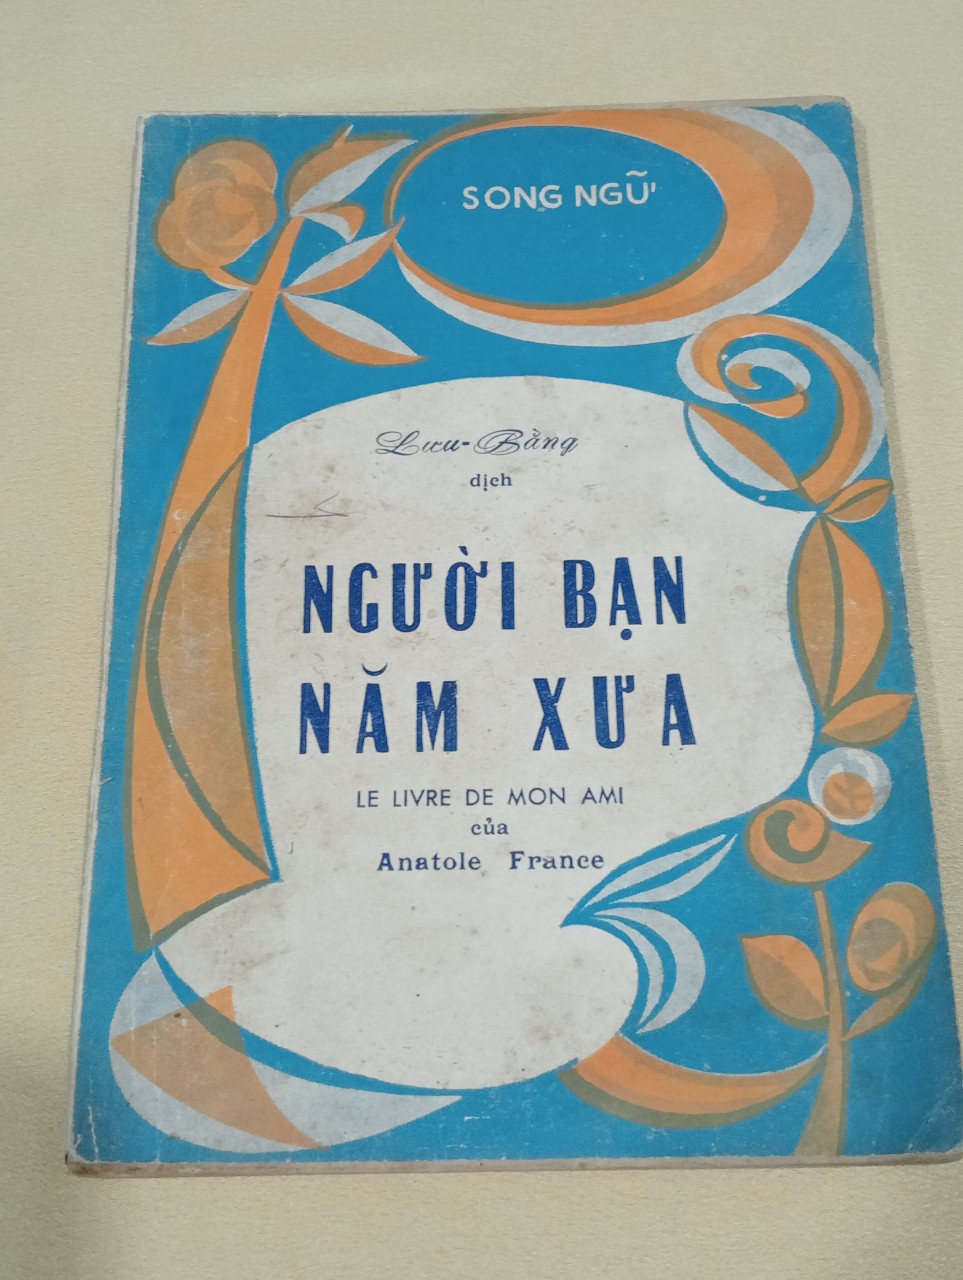 SONG NGỮ
Lưu-Bằng
dịch
NGƯỜI BẠN
NĂM XƯA
LE LIVRE DE MON AMI
của
Anatole France